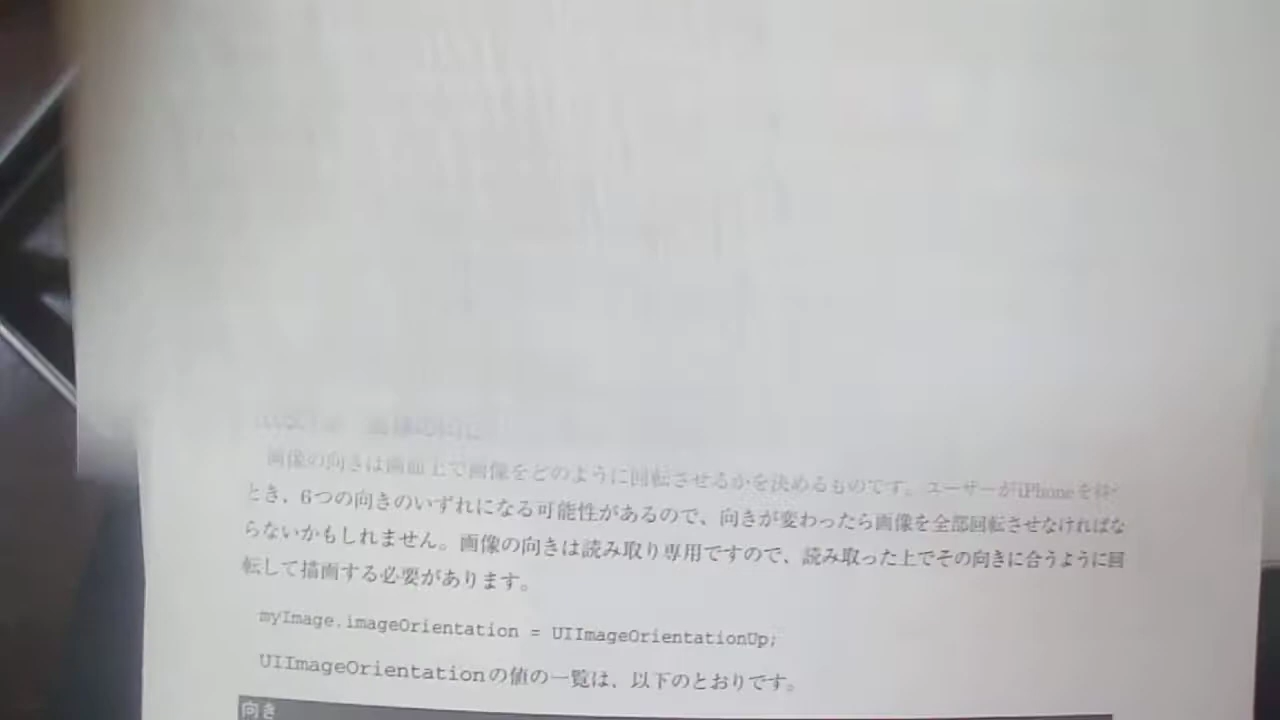 画像の向きは画面上で画像をどのように回転させるかを決めるものです。ユーザーがiPhoneを持つ
とき、6つの向きのいずれになる可能性があるので、向きが変わったら画像を全部回転させなければな
らないかもしれません。画像の向きは読み取り専用ですので、読み取った上でその向きに合うように回
転して描画する必要があります。
myImage.imageOrientation = UIImageOrientationUp;
UIImageOrientationの値の一覧は、以下のとおりです。
向き